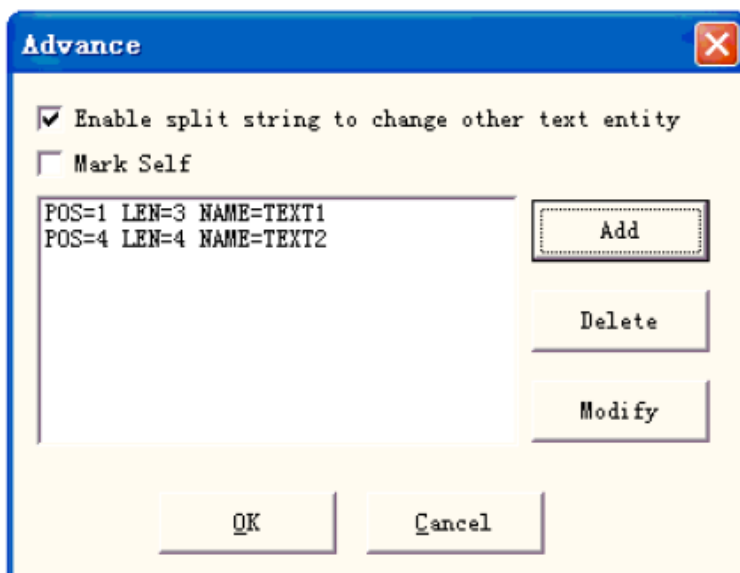 Advance
Enable split string to change other text entity
Mark Self
POS=1 LEN=3 NAME=TEXT1
POS=4 LEN=4 NAME=TEXT2
Add
Delete
Modify
OK
Cancel